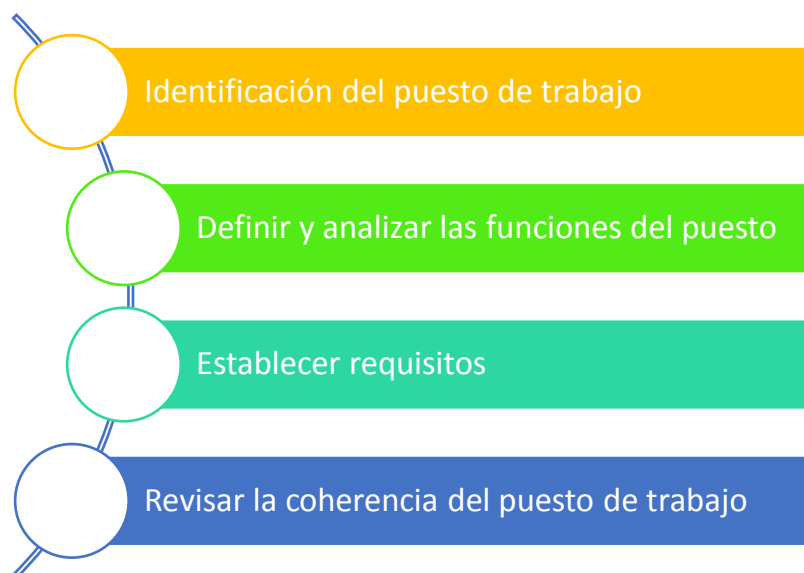 Identificación del puesto de trabajo
Definir y analizar las funciones del puesto
Establecer requisitos
Revisar la coherencia del puesto de trabajo